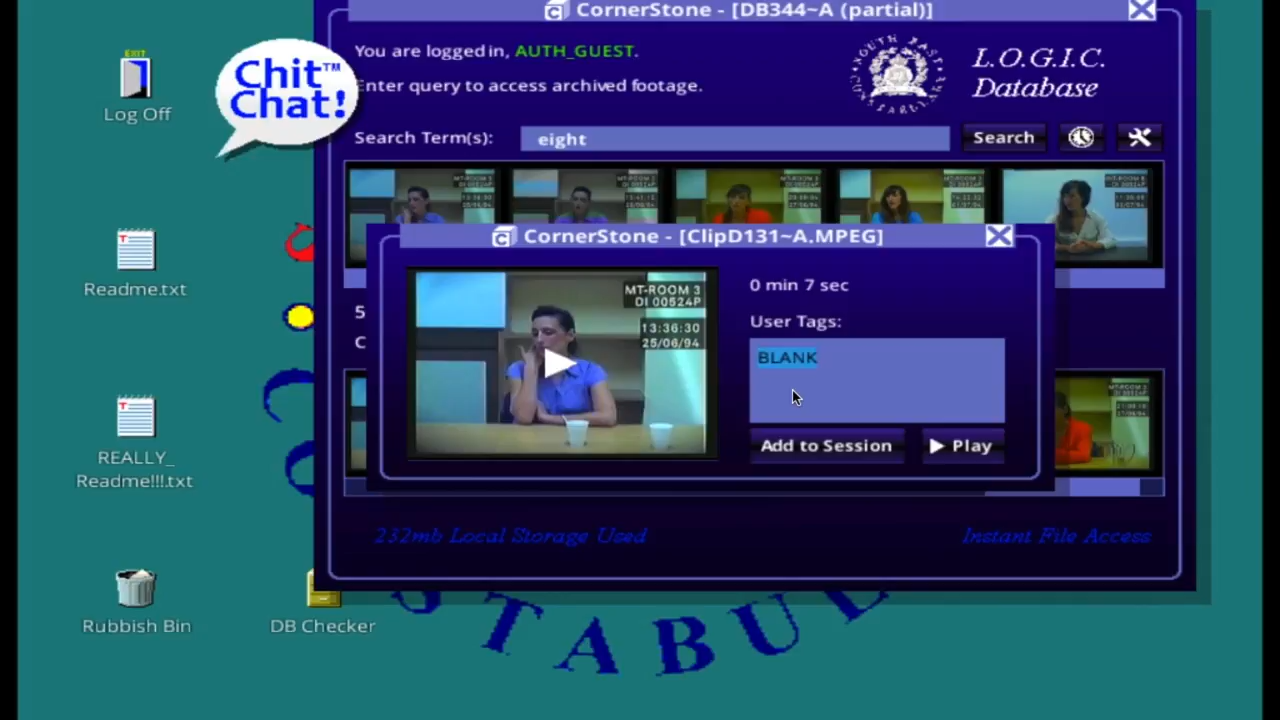 CornerStone - [DB344~A (partial)]
You are logged in, AUTH_GUEST.
Enter query to access archived footage.
L.O.G.I.C.
Database
Search Term(s):
eight
Search
EXIT
Log Off
Chit™
Chat!
Readme.txt
REALLY_
Readme!!!.txt
Rubbish Bin
DB Checker
CornerStone - [ClipD131~A.MPEG]
MT-ROOM 3
DI 00524P
13:36:30
25/06/94
0 min 7 sec
User Tags:
BLANK
Add to Session
Play
5
C
232mb Local Storage Used
Instant File Access
STABUL